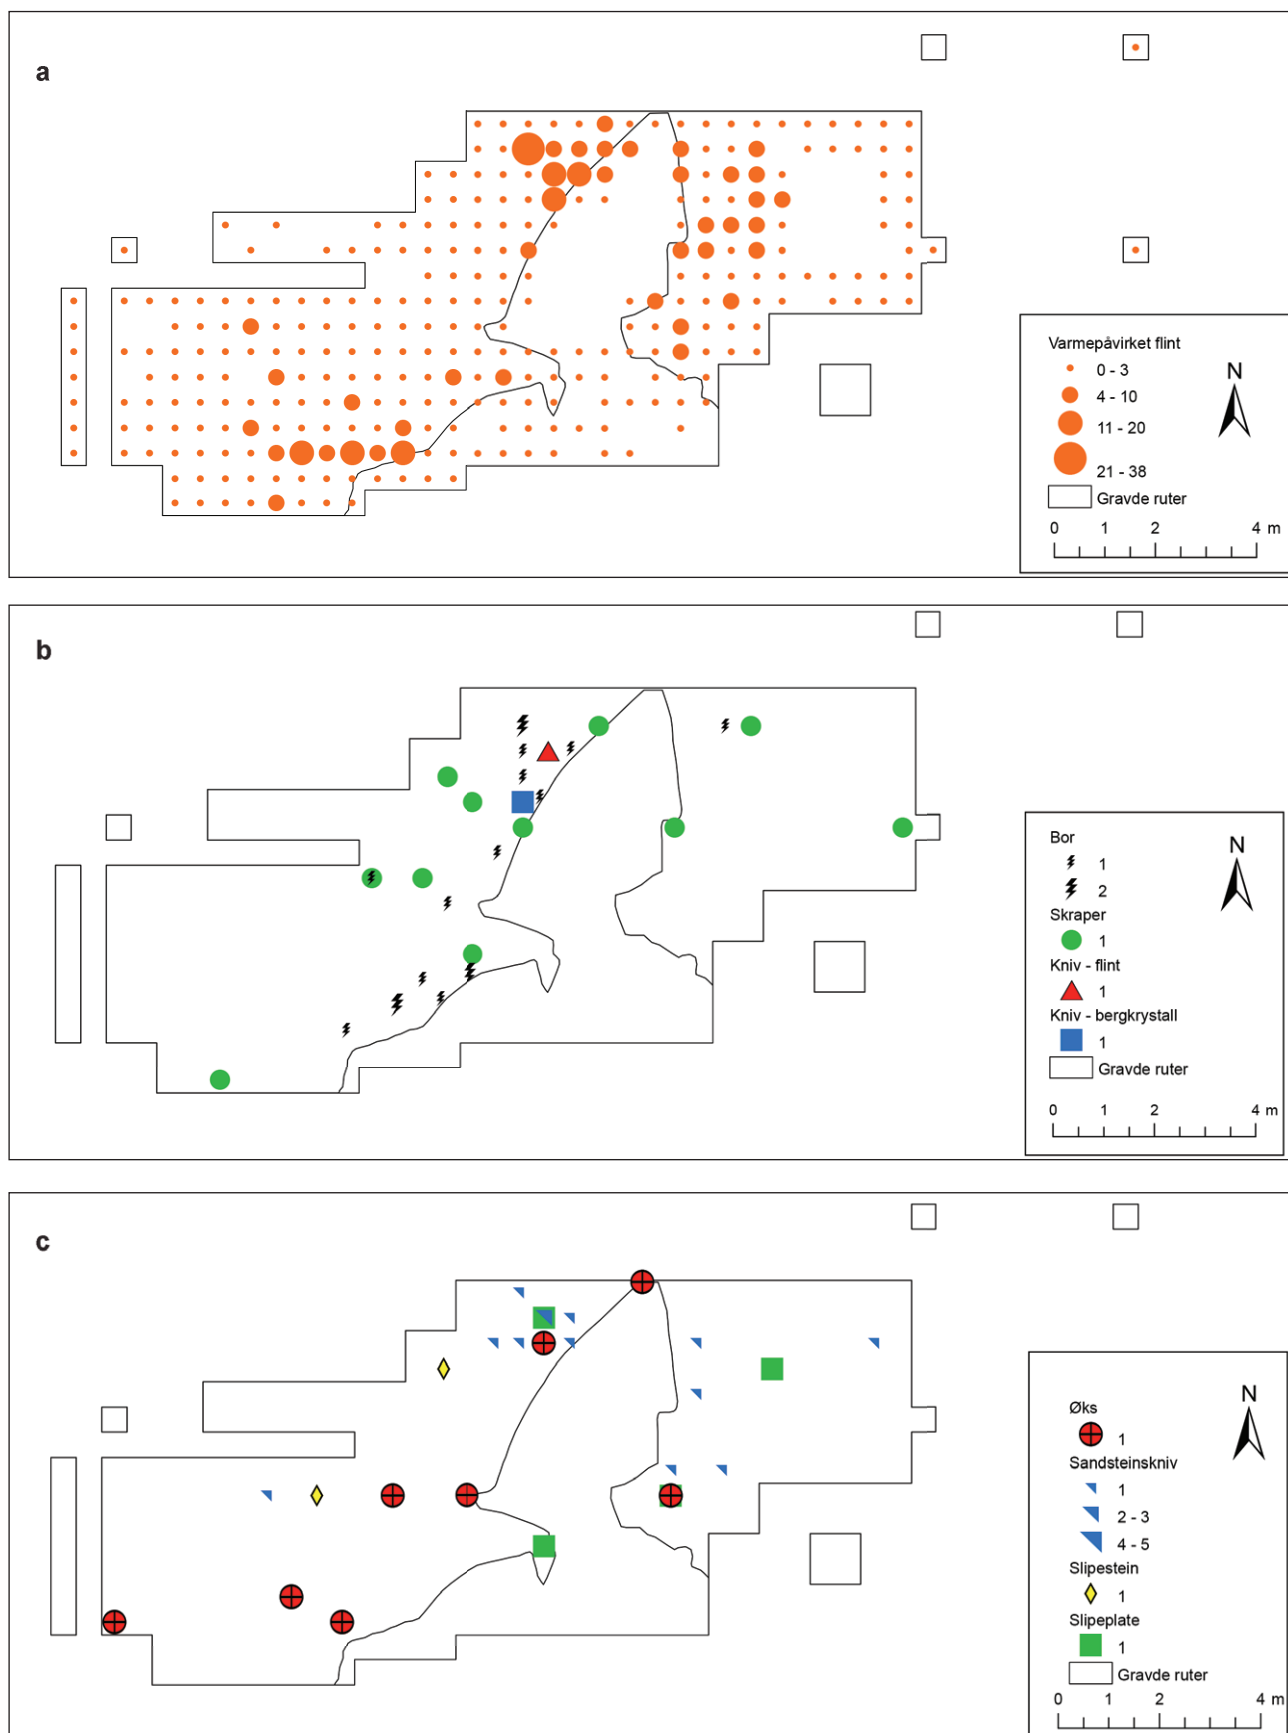 a
Varmepåvirket flint
N
0 - 3
4 - 10
11 - 20
21 - 38
Gravde ruter
0 1 2 4 m
b
Bor
N
1
2
Skraper
1
Kniv - flint
1
Kniv - bergkrystall
1
Gravde ruter
0 1 2 4 m
c
N
Øks
1
Sandsteinskniv
1
2 - 3
4 - 5
Slipestein
1
Slipeplate
1
Gravde ruter
0 1 2 4 m